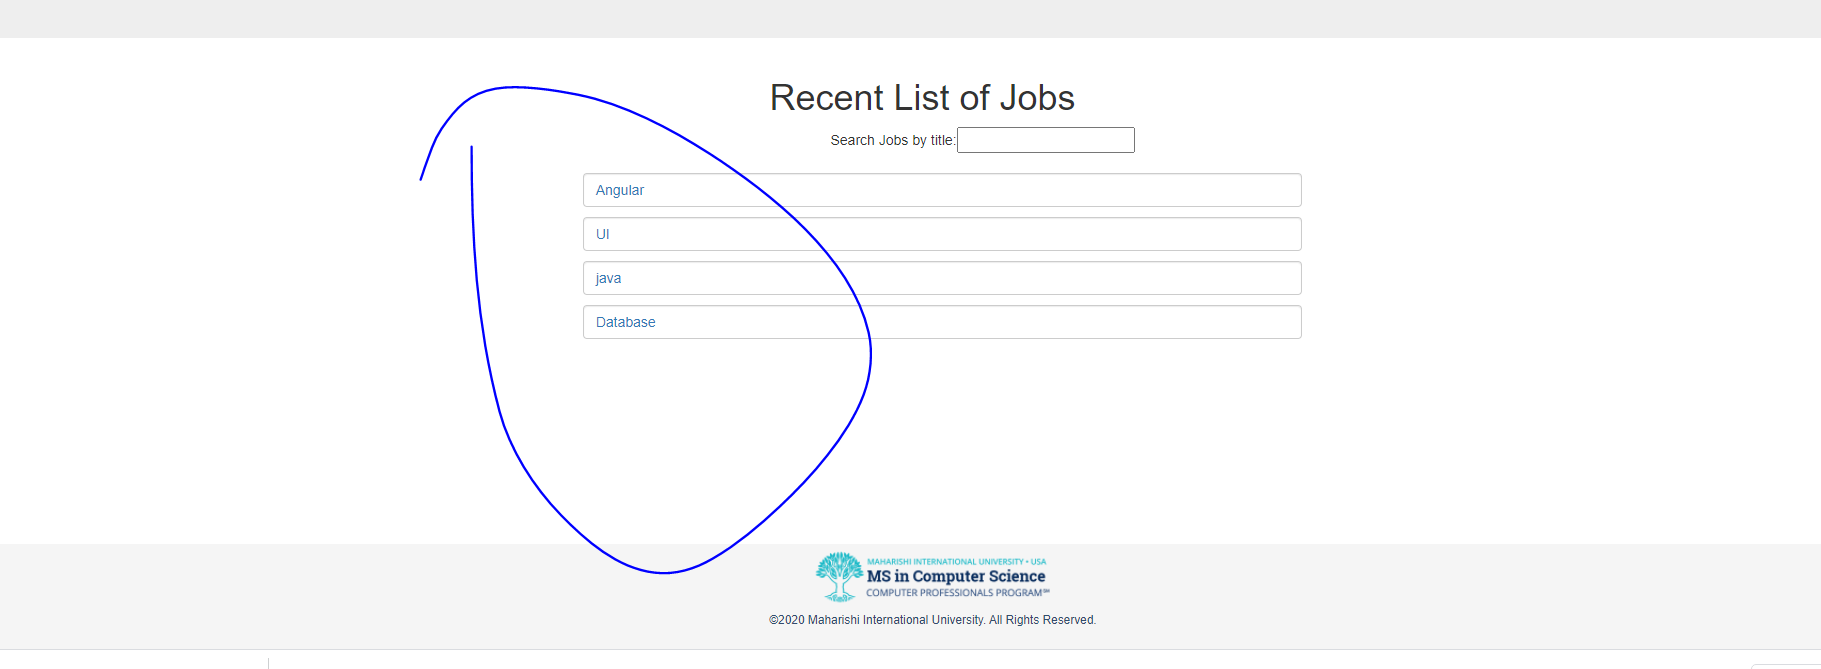 Recent List of Jobs
Search Jobs by title:
Angular
UI
java
Database
MAHARISHI INTERNATIONAL UNIVERSITY • USA
MS in Computer Science
COMPUTER PROFESSIONALS PROGRAM℠
©2020 Maharishi International University. All Rights Reserved.